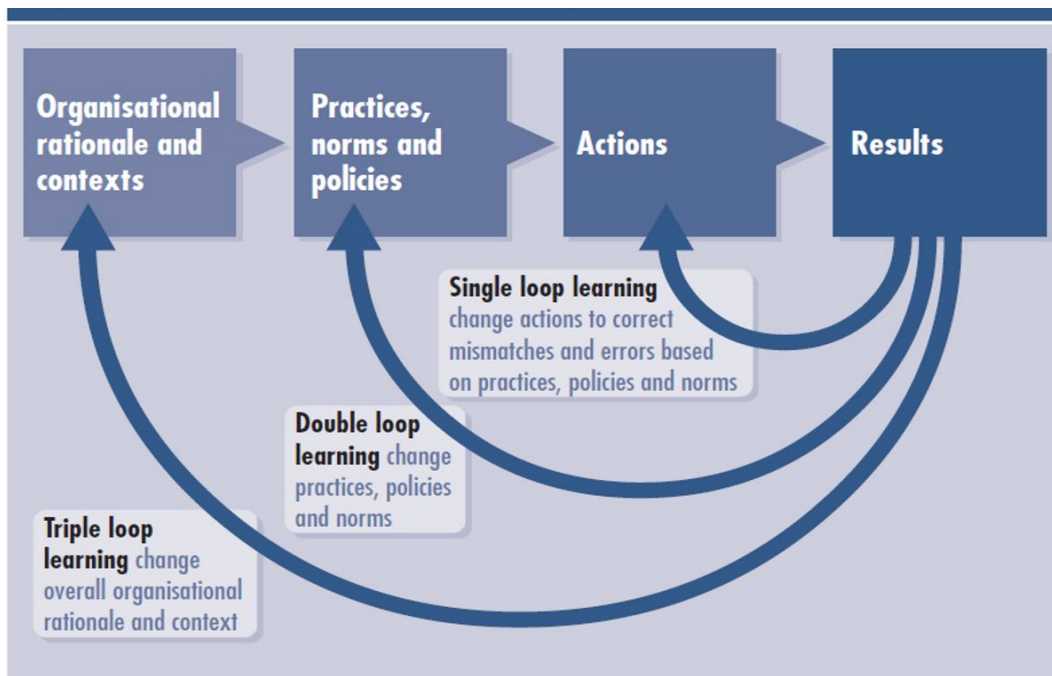 Organisational
rationale and
contexts
Practices,
norms and
policies
Actions
Results
Single loop learning
change actions to correct
mismatches and errors based
on practices, policies and norms
Double loop
learning change
practices, policies
and norms
Triple loop
learning change
overall organisational
rationale and context